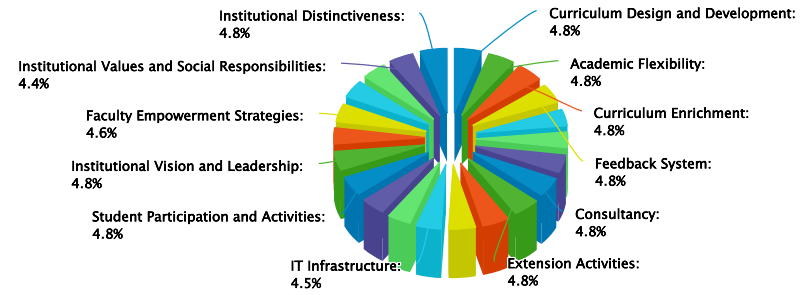 Institutional Distinctiveness:
4.8%
Curriculum Design and Development:
4.8%
Institutional Values and Social Responsibilities:
4.4%
Academic Flexibility:
4.8%
Faculty Empowerment Strategies:
4.6%
Curriculum Enrichment:
4.8%
Institutional Vision and Leadership:
4.8%
Feedback System:
4.8%
Student Participation and Activities:
4.8%
Consultancy:
4.8%
IT Infrastructure:
4.5%
Extension Activities:
4.8%